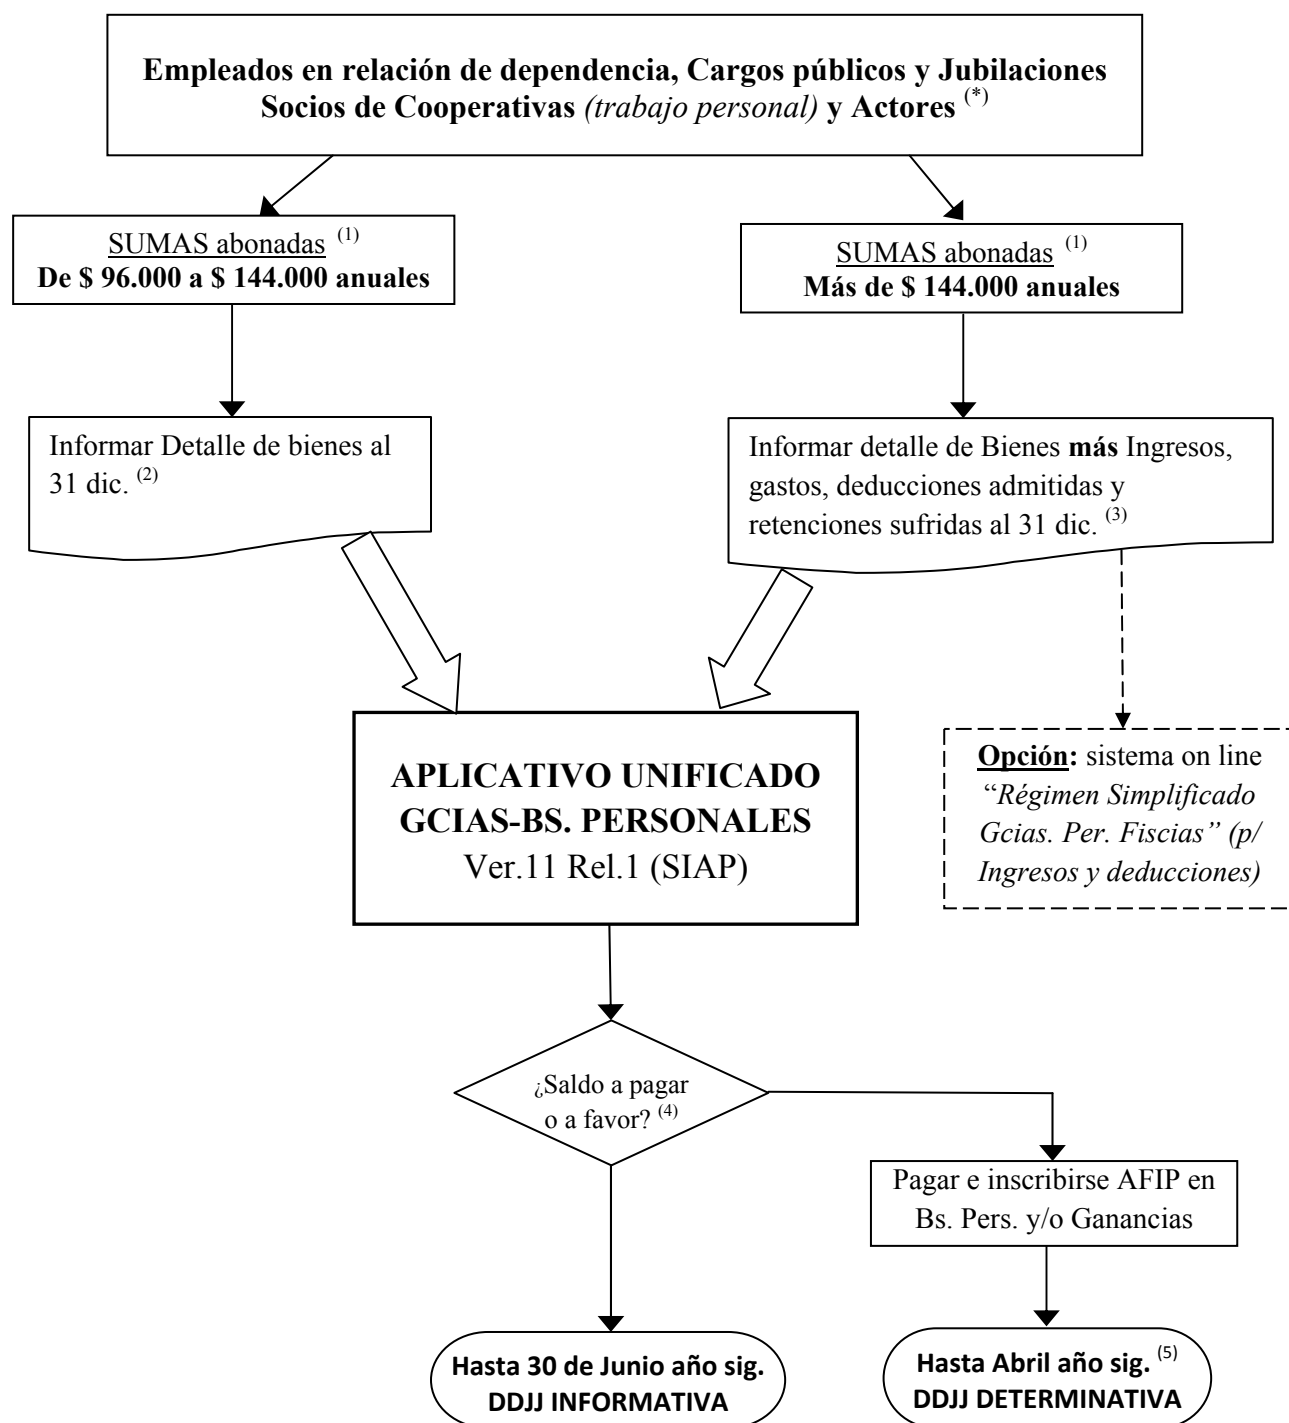 Empleados en relación de dependencia, Cargos públicos y Jubilaciones
Socios de Cooperativas (trabajo personal) y Actores (*)
SUMAS abonadas (1)
De $ 96.000 a $ 144.000 anuales
SUMAS abonadas (1)
Más de $ 144.000 anuales
Informar Detalle de bienes al
31 dic. (2)
Informar detalle de Bienes más Ingresos,
gastos, deducciones admitidas y
retenciones sufridas al 31 dic. (3)
APLICATIVO UNIFICADO
GCIAS-BS. PERSONALES
Ver.11 Rel.1 (SIAP)
Opción: sistema on line
“Régimen Simplificado
Gcias. Per. Fiscias” (p/
Ingresos y deducciones)
¿Saldo a pagar
o a favor? (4)
Pagar e inscribirse AFIP en
Bs. Pers. y/o Ganancias
Hasta 30 de Junio año sig.
DDJJ INFORMATIVA
Hasta Abril año sig. (5)
DDJJ DETERMINATIVA